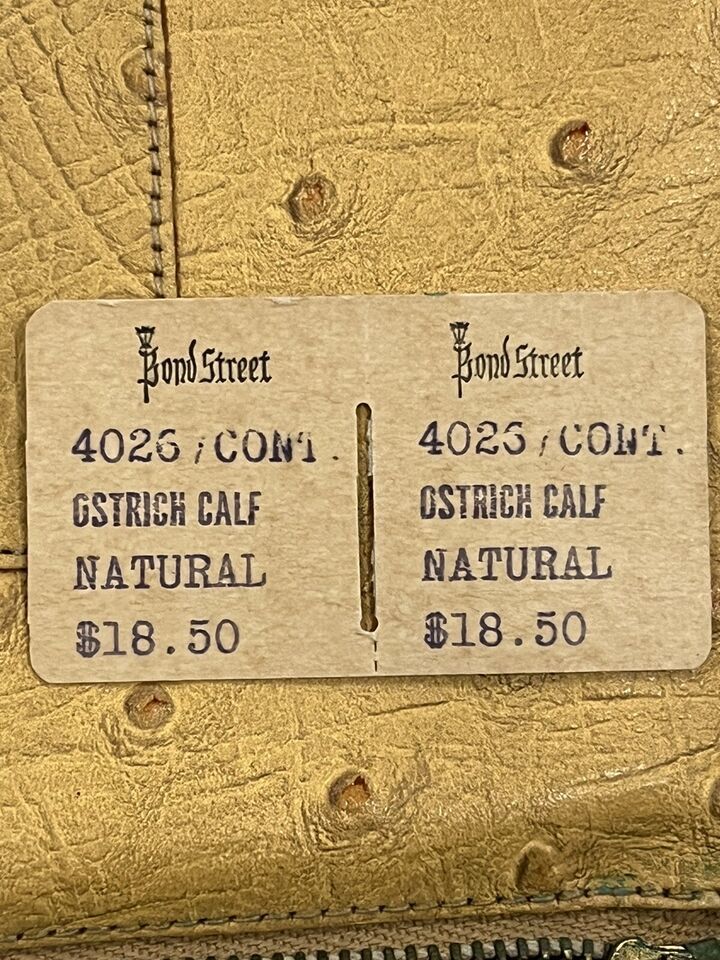 Bond Street
4026/CONT.
OSTRICH CALF
NATURAL
$18.50
Bond Street
4026/CONT.
OSTRICH CALF
NATURAL
$18.50